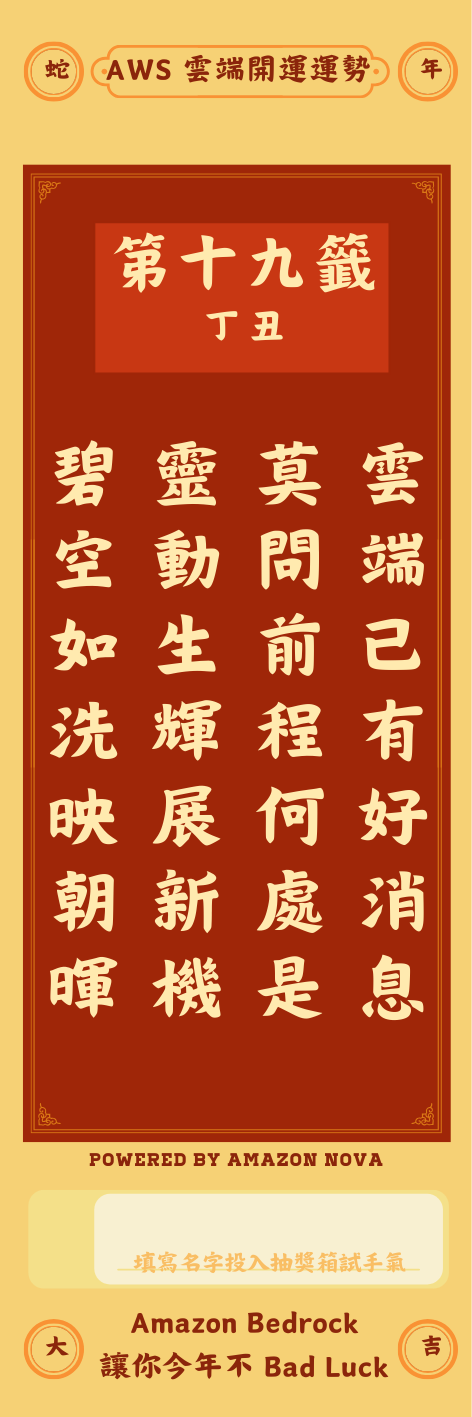 蛇
AWS 雲端開運運勢
年
第十九籤
丁丑
雲端已有好消息
莫問前程何處是
靈動生輝展新機
碧空如洗映朝暉
POWERED BY AMAZON NOVA
填寫名字投入抽獎箱試手氣
大
Amazon Bedrock
讓你今年不 Bad Luck
吉